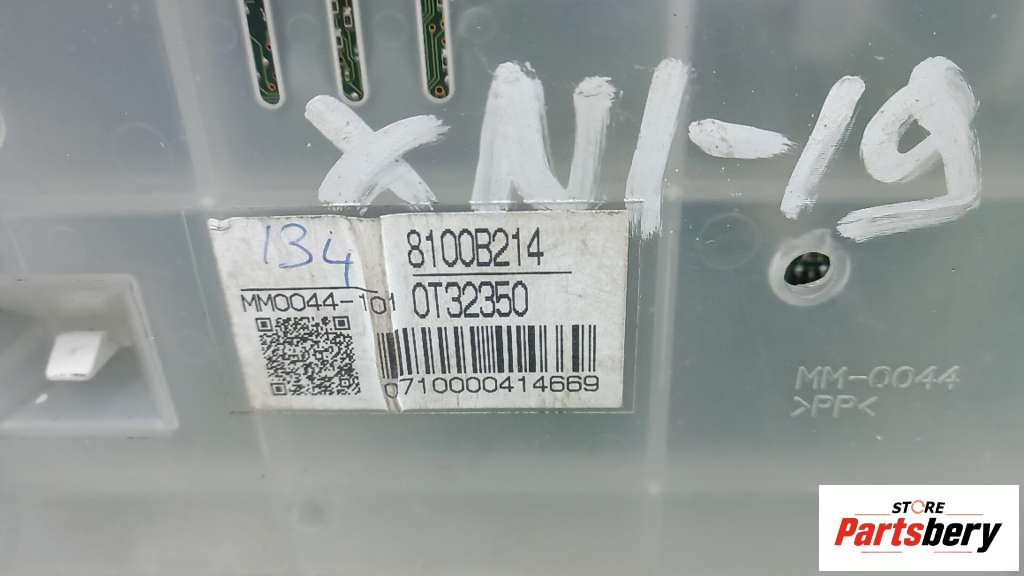 XN1-19
134
8100B214
MM0044-101
0T32350
0710000414669
MM-0044
>PP<
STORE
Partsbery